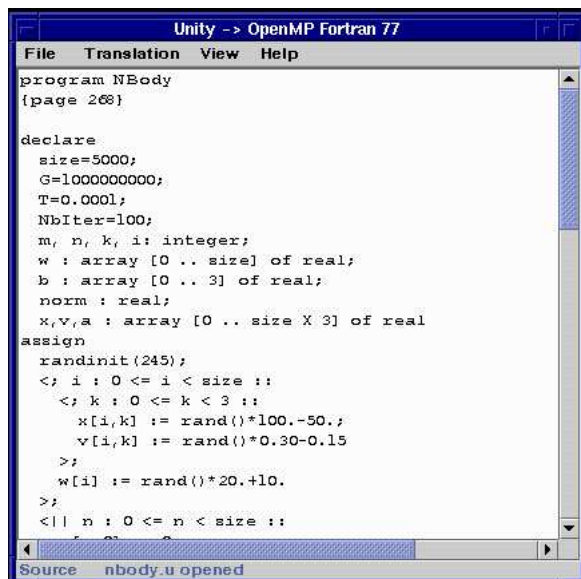 Unity -> OpenMP Fortran 77
File Translation View Help
program NBody
{page 268}
declare
size=5000;
G=1000000000;
T=0.0001;
NbIter=100;
m, n, k, i: integer;
w : array [0 .. size] of real;
b : array [0 .. 3] of real;
norm : real;
x,v,a : array [0 .. size X 3] of real
assign
randinit(245);
<; i : 0 <= i < size ::
<; k : 0 <= k < 3 ::
x[i,k] := rand()*100.-50.;
v[i,k] := rand()*0.30-0.15
>;
w[i] := rand()*20.+10.
>;
<|| n : 0 <= n < size ::
Source nbody.u opened